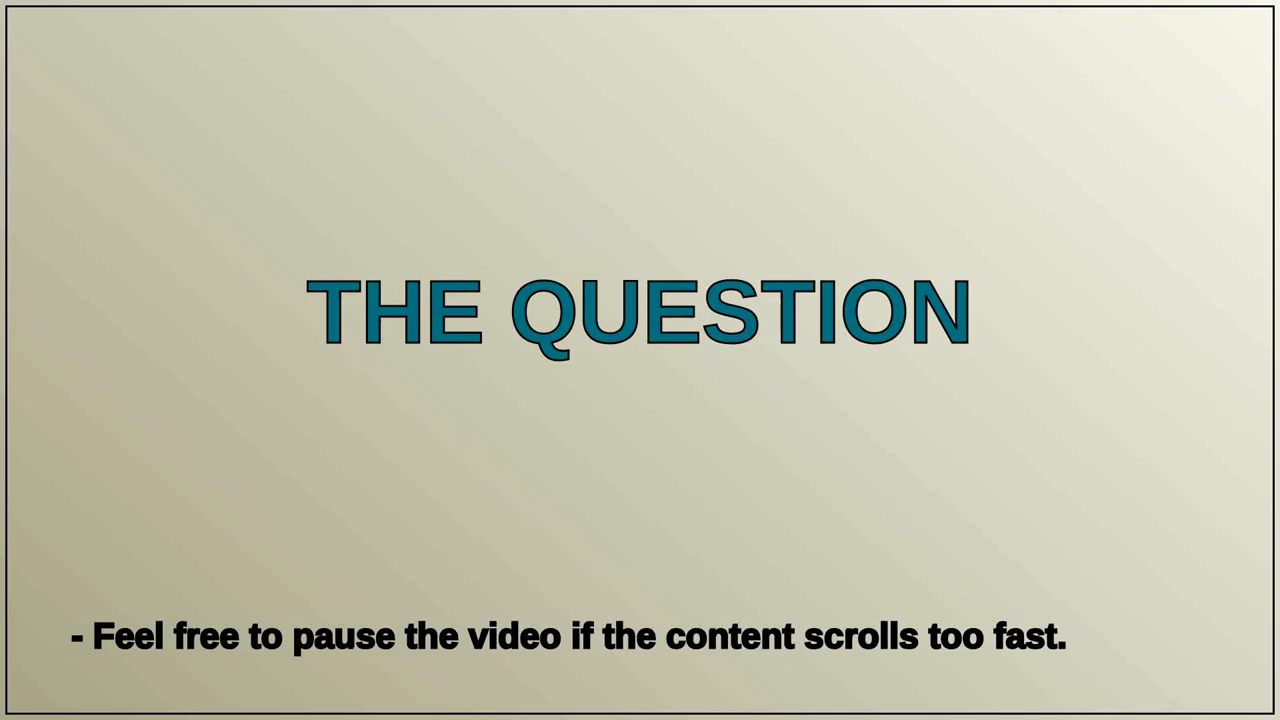 THE QUESTION
- Feel free to pause the video if the content scrolls too fast.